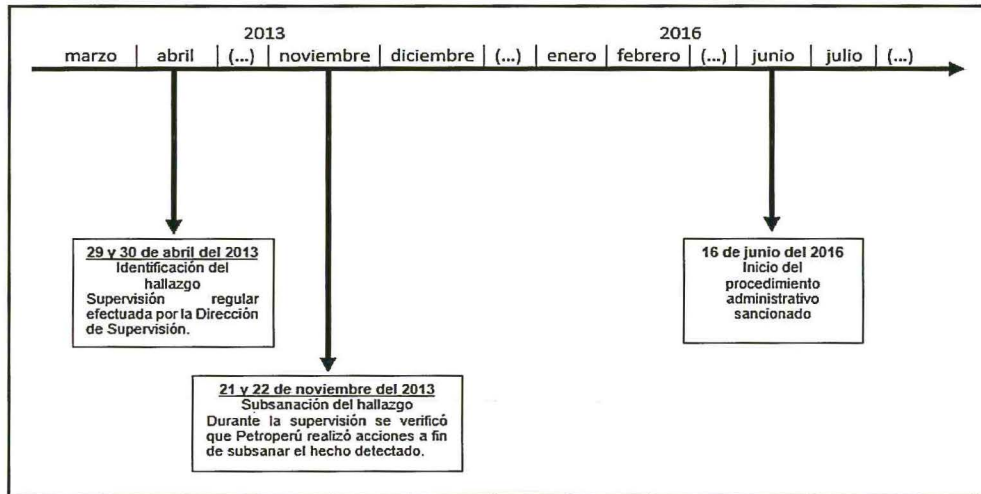 2013 2016
marzo abril (...) noviembre diciembre (...) enero febrero (...) junio julio (...)
29 y 30 de abril del 2013
Identificación del
hallazgo
Supervisión regular
efectuada por la Dirección
de Supervisión.
16 de junio del 2016
Inicio del
procedimiento
administrativo
sancionado
21 y 22 de noviembre del 2013
Subsanación del hallazgo
Durante la supervisión se verificó
que Petroperú realizó acciones a fin
de subsanar el hecho detectado.